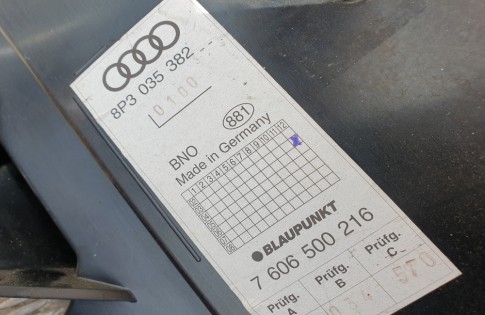 8P3 035 382 --
0100
BNO
881
Made in Germany
1 2 3 4 5 6 7 8 9 10 11 12
BLAUPUNKT
7 606 500 216
Prüfg. A
Prüfg. B
Prüfg. C
570